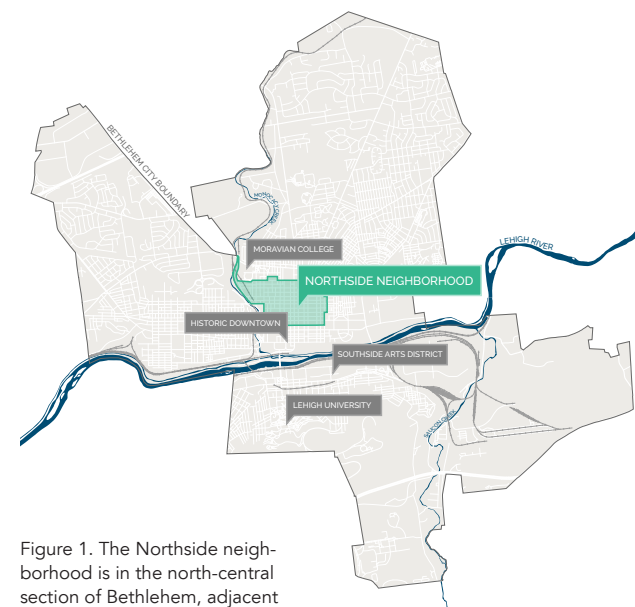 BETHLEHEM CITY BOUNDARY
MONOCACY CREEK
LEHIGH RIVER
MORAVIAN COLLEGE
NORTHSIDE NEIGHBORHOOD
HISTORIC DOWNTOWN
SOUTHSIDE ARTS DISTRICT
LEHIGH UNIVERSITY
Figure 1. The Northside neigh-
borhood is in the north-central
section of Bethlehem, adjacent